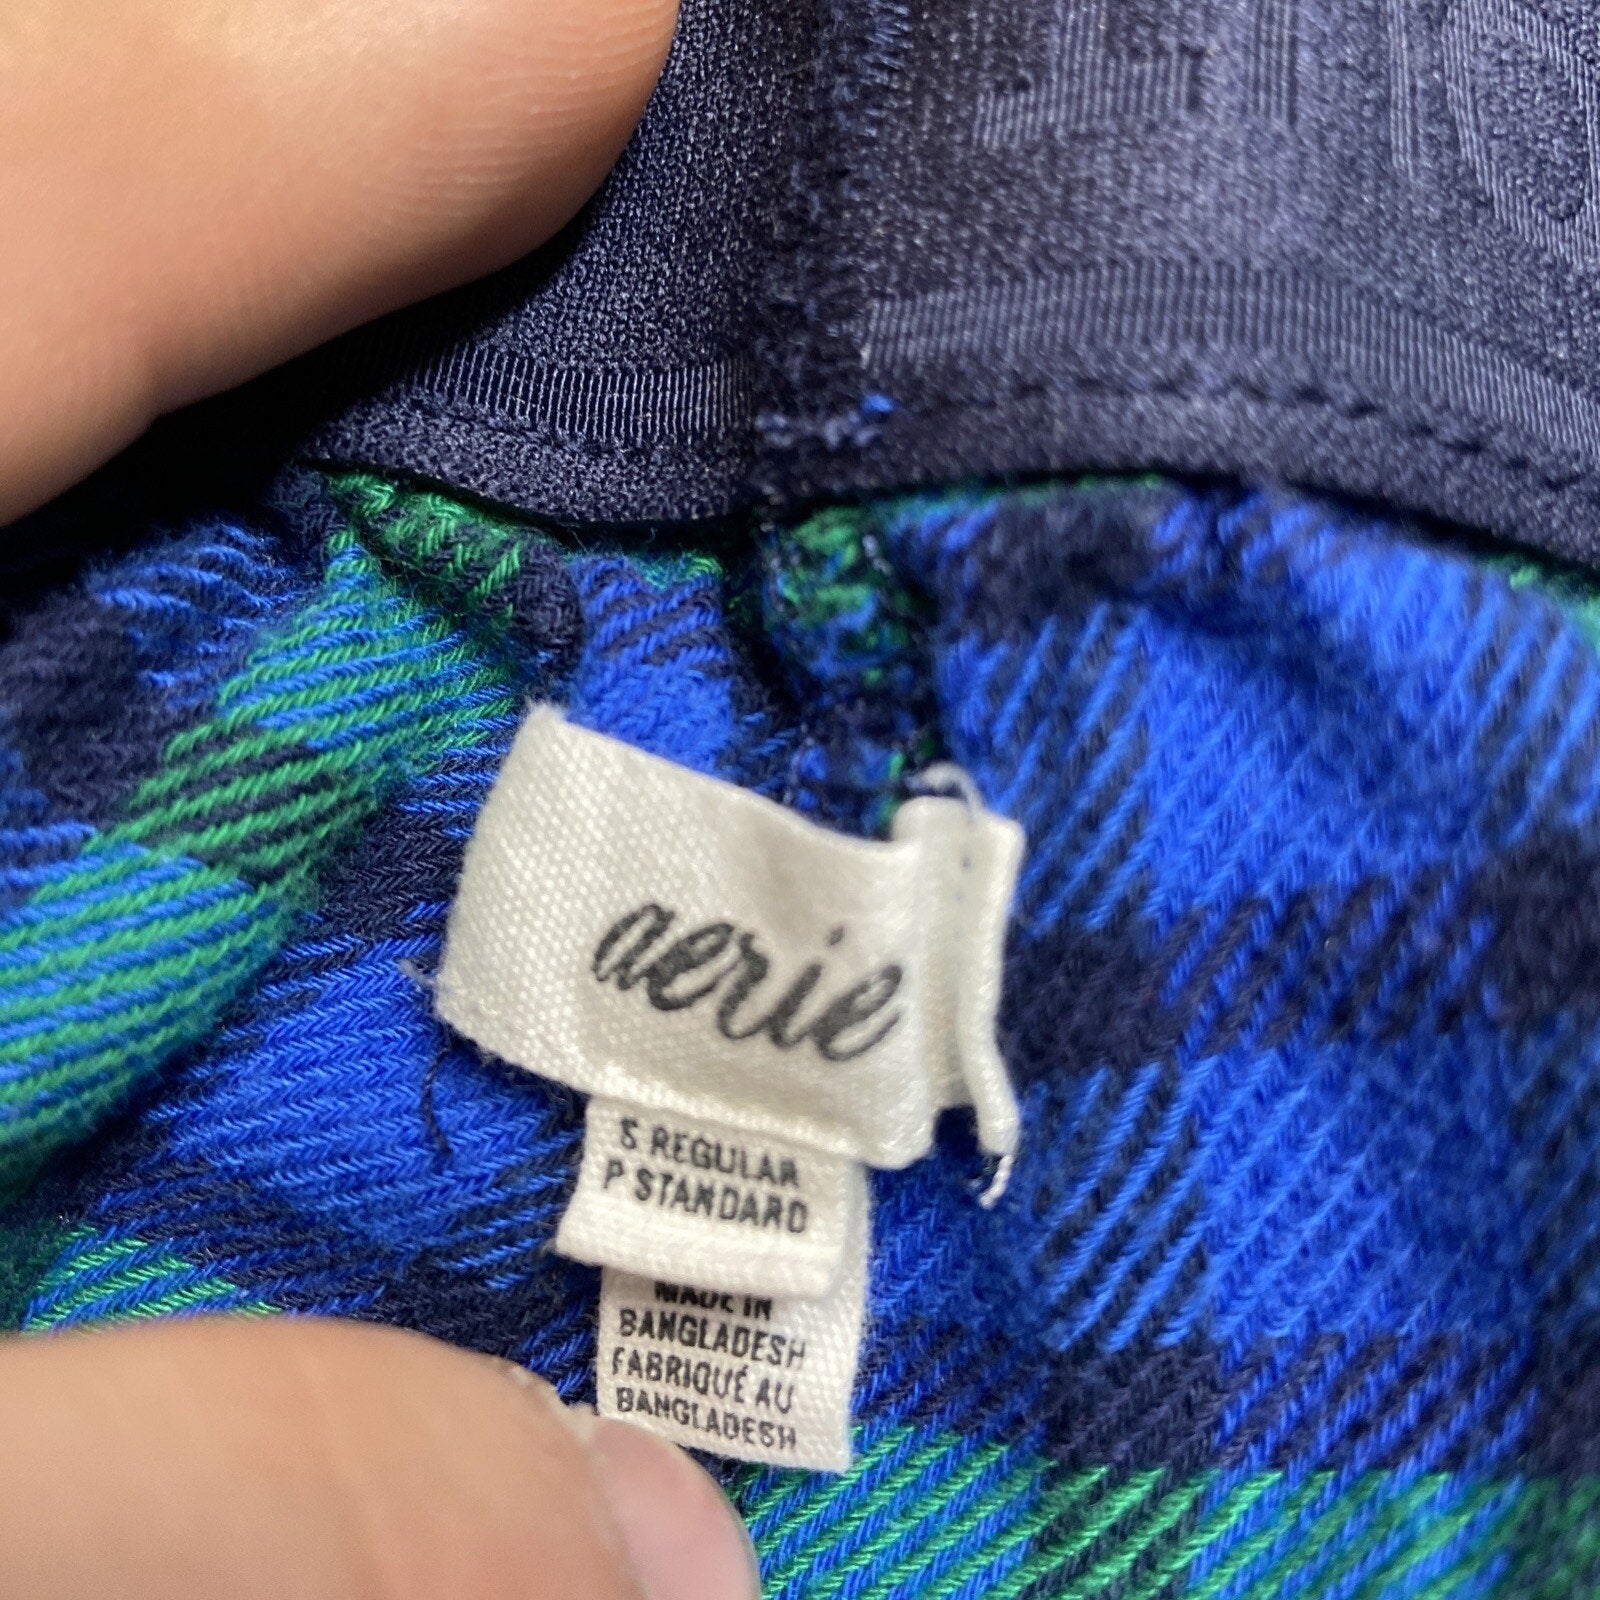 aerie
S REGULAR
P STANDARD
MADE IN
BANGLADESH
FABRIQUÉ AU
BANGLADESH